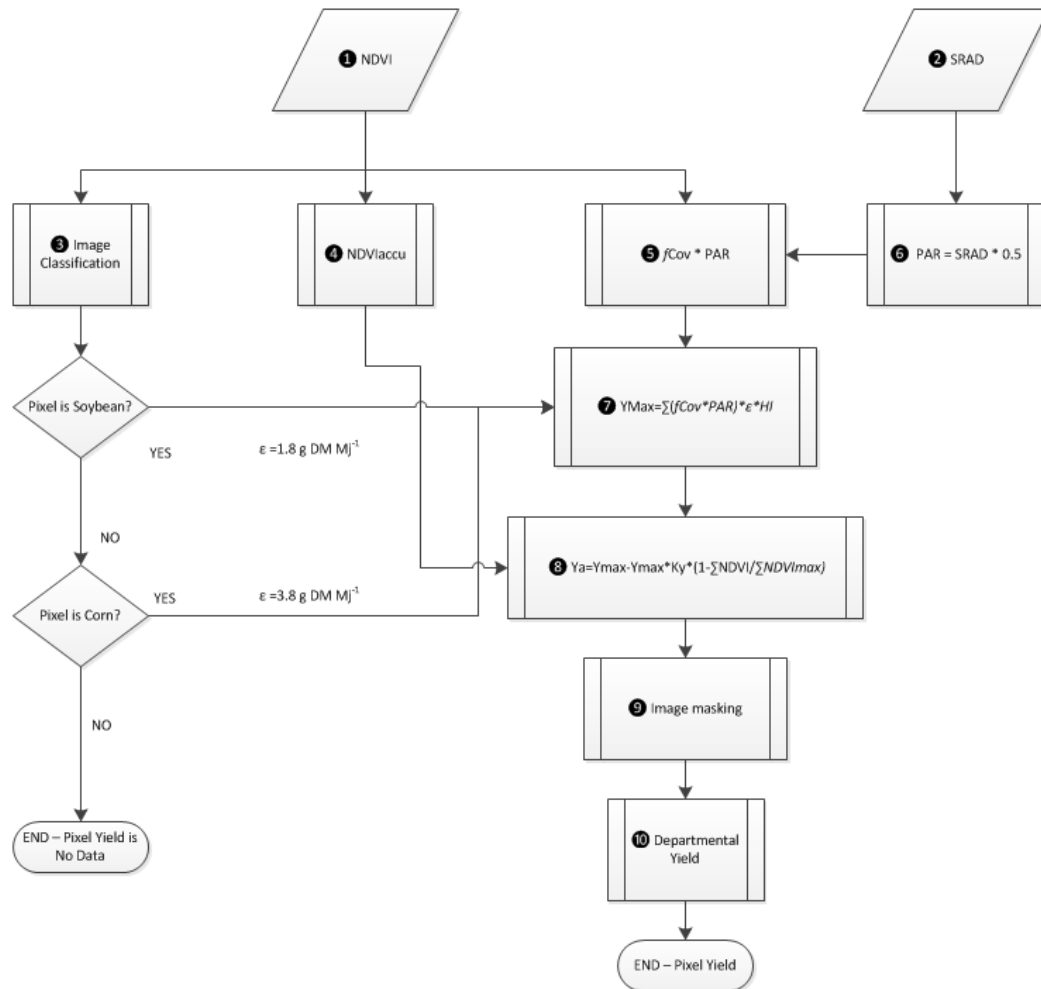 ❶ NDVI
❷ SRAD
❸ Image
Classification
❹ NDVIaccu
❺ fCov * PAR
❻ PAR = SRAD * 0.5
Pixel is Soybean?
YES
ε =1.8 g DM Mj⁻¹
❼ YMax=∑(fCov*PAR)*ε*HI
NO
❽ Ya=Ymax-Ymax*Ky*(1-∑NDVI/∑NDVImax)
Pixel is Corn?
YES
ε =3.8 g DM Mj⁻¹
❾ Image masking
NO
END – Pixel Yield is
No Data
❿ Departmental
Yield
END – Pixel Yield